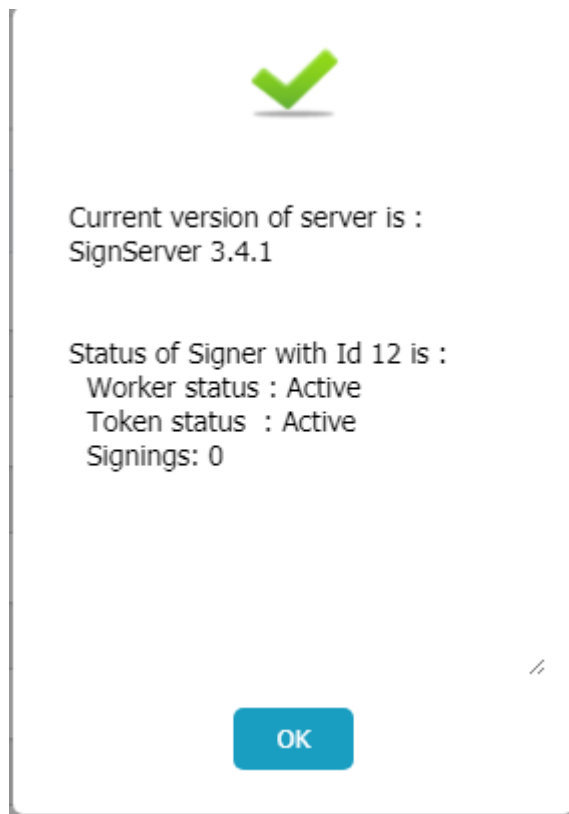 Current version of server is :
SignServer 3.4.1
Status of Signer with Id 12 is :
Worker status : Active
Token status  : Active
Signings: 0
OK